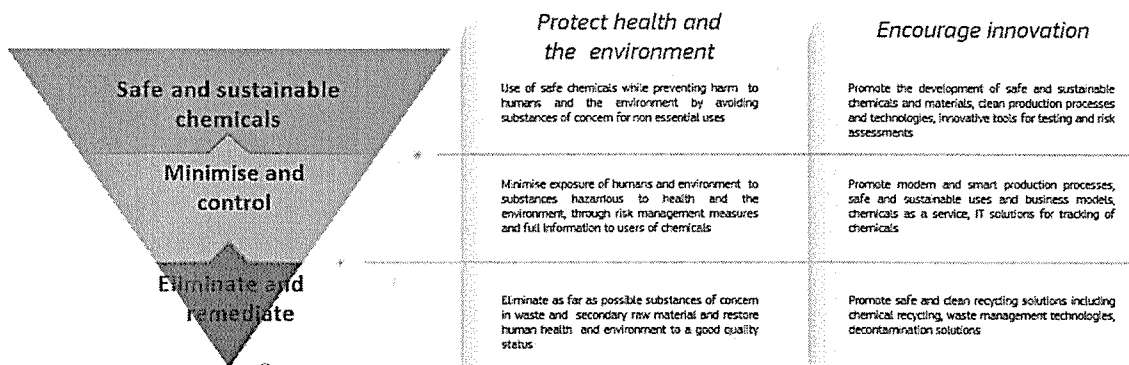 Protect health and
the environment
Encourage innovation
Safe and sustainable
chemicals
Use of safe chemicals while preventing harm to
humans and the environment by avoiding
substances of concern for non essential uses
Promote the development of safe and sustainable
chemicals and materials, clean production processes
and technologies, innovative tools for testing and risk
assessments
Minimise and
control
Minimise exposure of humans and environment to
substances hazardous to health and the
environment, through risk management measures
and full information to users of chemicals
Promote modern and smart production processes,
safe and sustainable uses and business models,
chemicals as a service, IT solutions for tracking of
chemicals
Eliminate and
remediate
Eliminate as far as possible substances of concern
in waste and secondary raw material and restore
human health and environment to a good quality
status
Promote safe and clean recycling solutions including
chemical recycling, waste management technologies,
decontamination solutions